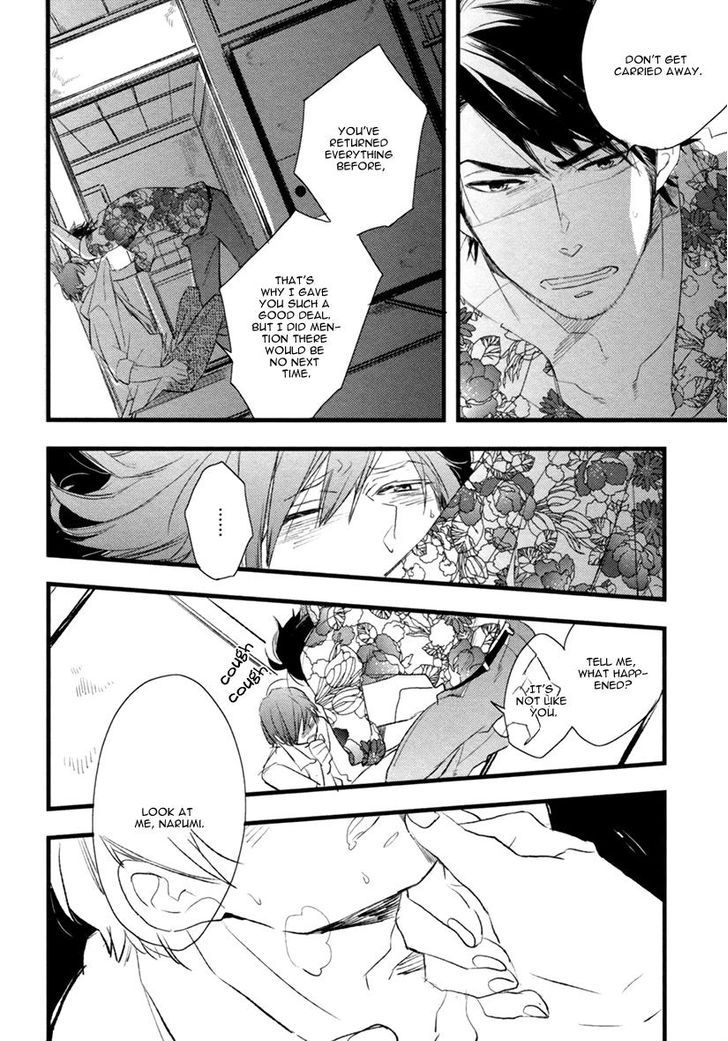 DON'T GET
CARRIED AWAY.
YOU'VE
RETURNED
EVERYTHING
BEFORE,
THAT'S
WHY I GAVE
YOU SUCH A
GOOD DEAL.
BUT I DID MEN-
TION THERE
WOULD BE
NO NEXT
TIME.
........
TELL ME,
WHAT HAPP-
ENED?
IT'S
NOT LIKE
YOU.
cough
cough
LOOK AT
ME, NARUMI.